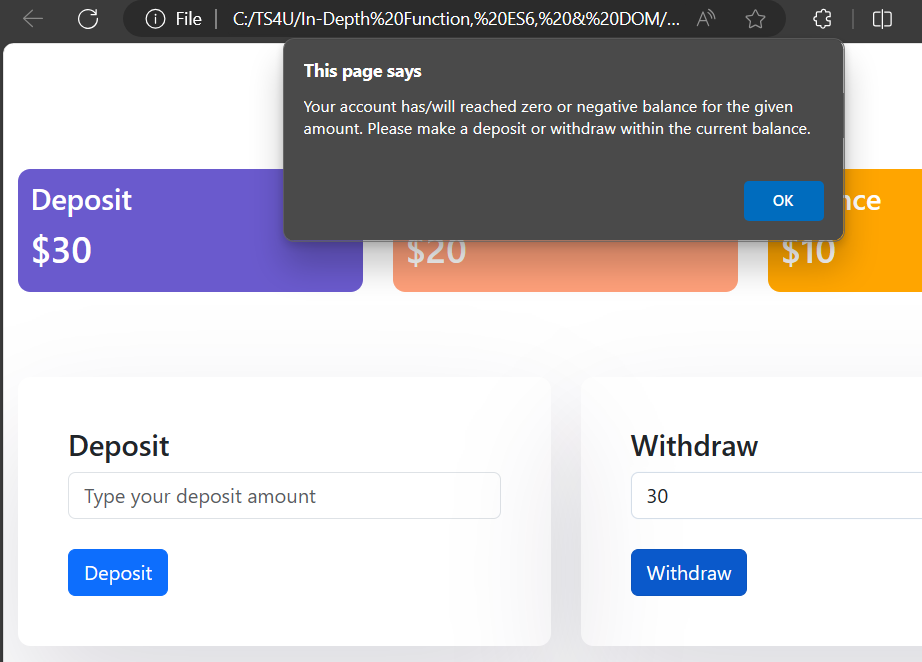 File
C:/TS4U/In-Depth%20Function,%20ES6,%20&%20DOM/...
This page says
Your account has/will reached zero or negative balance for the given
amount. Please make a deposit or withdraw within the current balance.
OK
Deposit
nce
$30
$20
$10
Deposit
Withdraw
Type your deposit amount
30
Deposit
Withdraw